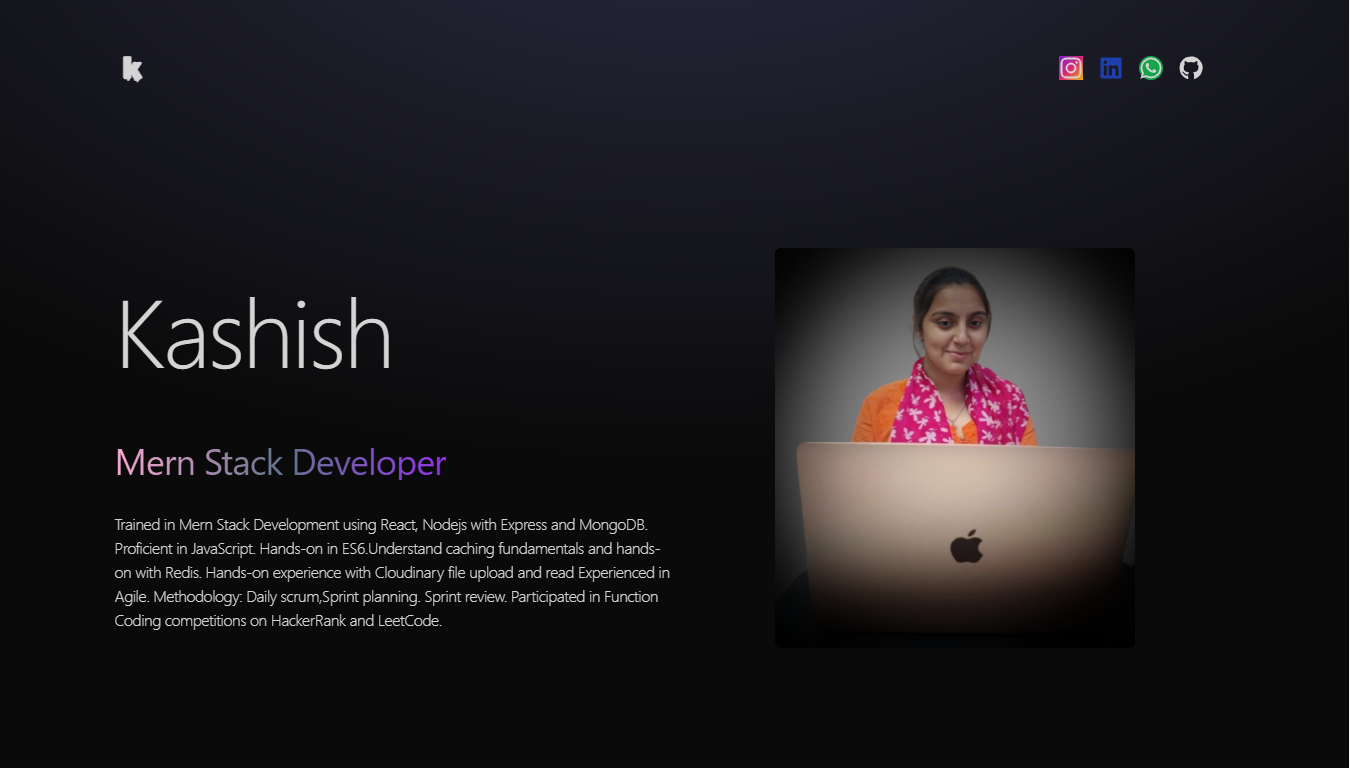 k
Kashish
Mern Stack Developer
Trained in Mern Stack Development using React, Nodejs with Express and MongoDB.
Proficient in JavaScript. Hands-on in ES6.Understand caching fundamentals and hands-
on with Redis. Hands-on experience with Cloudinary file upload and read Experienced in
Agile. Methodology: Daily scrum,Sprint planning. Sprint review. Participated in Function
Coding competitions on HackerRank and LeetCode.